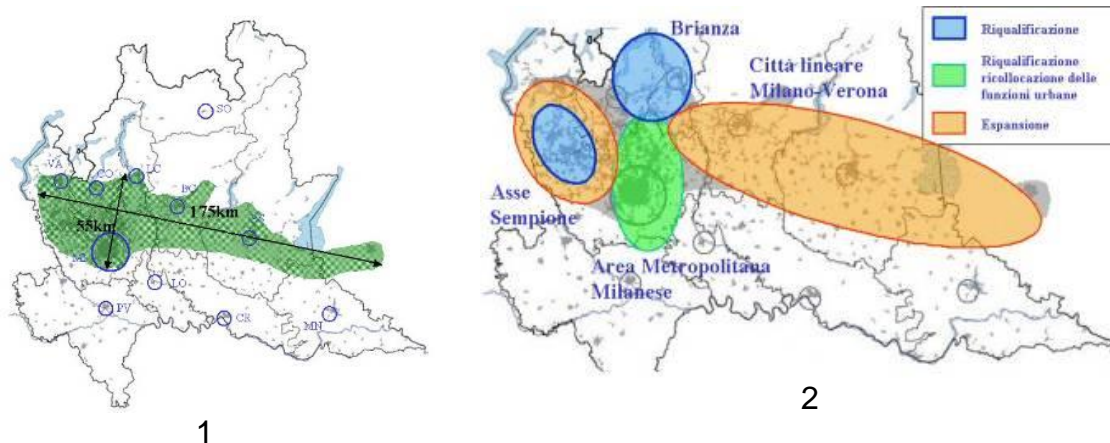 SO
VA
CO
LC
BG
175km
55km
MI
LO
PV
CR
MN
1
Brianza
Città lineare
Milano-Verona
Asse
Sempione
Area Metropolitana
Milanese
Riqualificazione
Riqualificazione
ricollocazione delle
funzioni urbane
Espansione
2